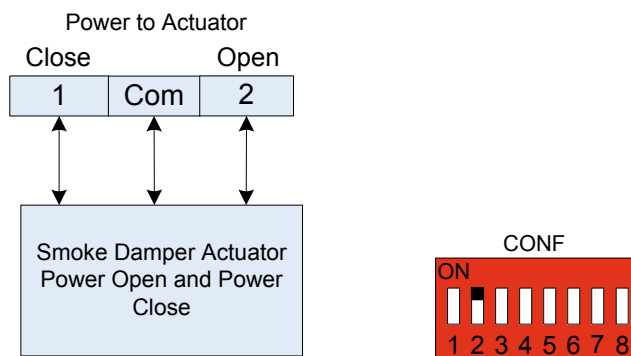 Power to Actuator
Close Open
1 Com 2
Smoke Damper Actuator
Power Open and Power
Close
CONF
ON
1 2 3 4 5 6 7 8